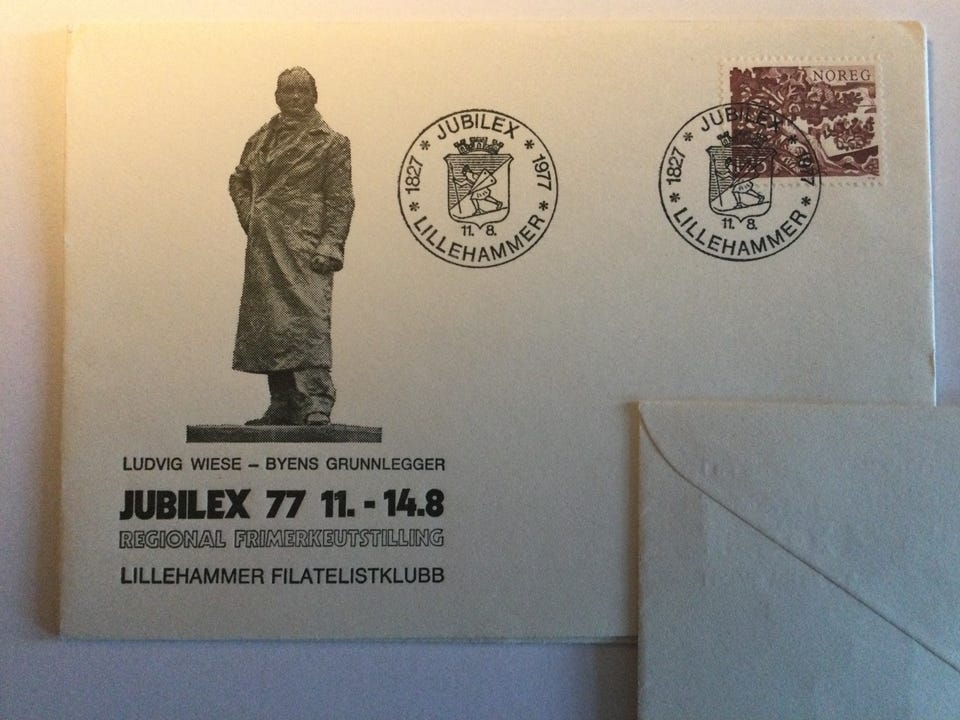 NOREG
* JUBILEX *
1827 1977
11. 8.
* LILLEHAMMER *
* JUBILEX *
1827 1977
11. 8.
* LILLEHAMMER *
LUDVIG WIESE – BYENS GRUNNLEGGER
JUBILEX 77 11. - 14.8
REGIONAL FRIMERKEUTSTILLING
LILLEHAMMER FILATELISTKLUBB